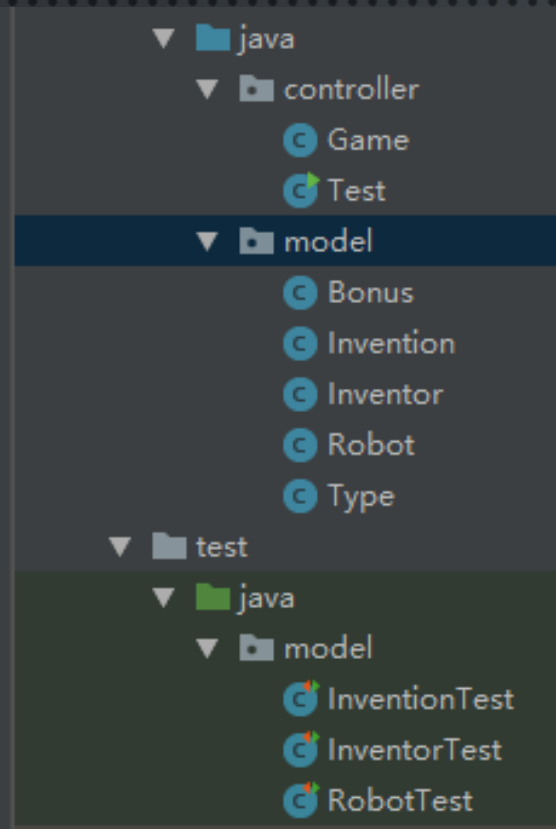 java
controller
Game
Test
model
Bonus
Invention
Inventor
Robot
Type
test
java
model
InventionTest
InventorTest
RobotTest